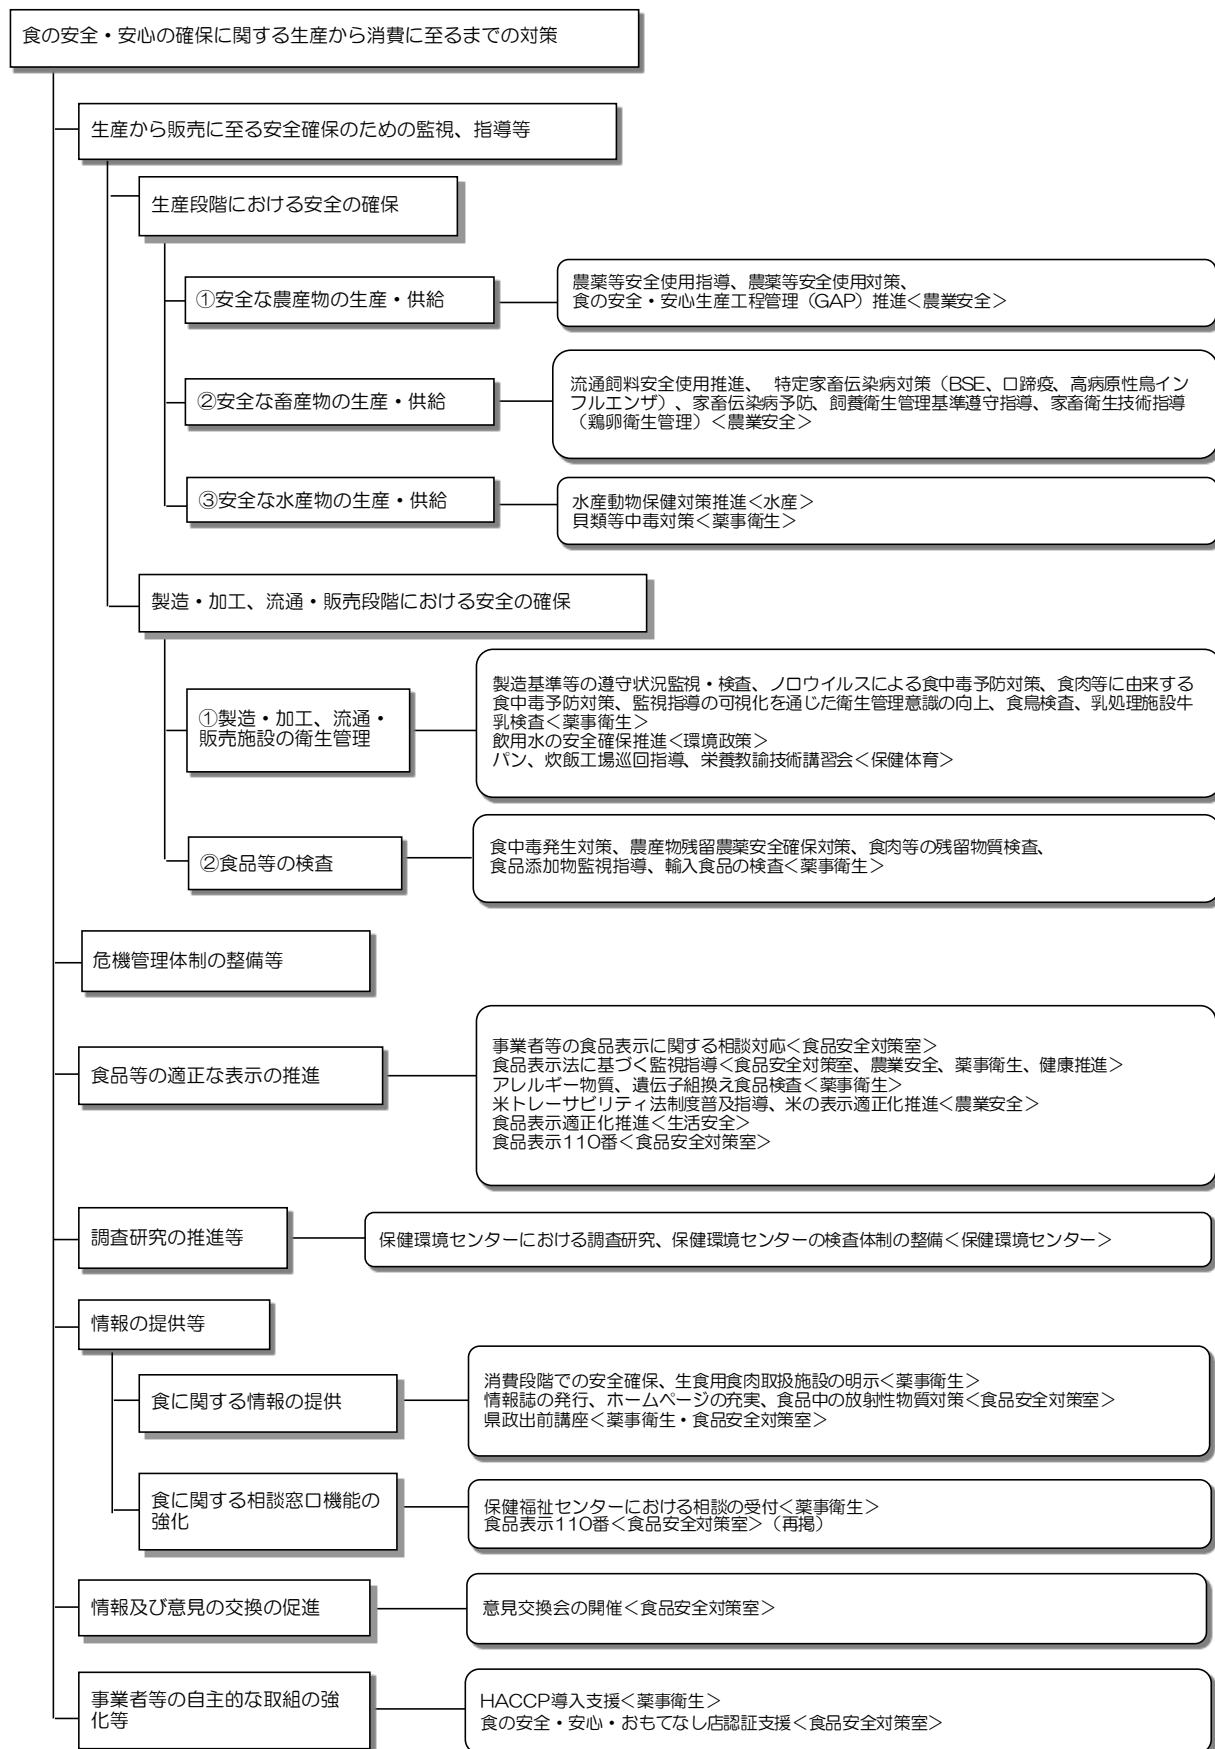 食の安全・安心の確保に関する生産から消費に至るまでの対策
生産から販売に至る安全確保のための監視、指導等
生産段階における安全の確保
①安全な農産物の生産・供給
農薬等安全使用指導、農薬等安全使用対策、
食の安全・安心生産工程管理（GAP）推進＜農業安全＞
②安全な畜産物の生産・供給
流通飼料安全使用推進、 特定家畜伝染病対策（BSE、口蹄疫、高病原性鳥イン
フルエンザ）、家畜伝染病予防、飼養衛生管理基準遵守指導、家畜衛生技術指導
（鶏卵衛生管理）＜農業安全＞
③安全な水産物の生産・供給
水産動物保健対策推進＜水産＞
貝類等中毒対策＜薬事衛生＞
製造・加工、流通・販売段階における安全の確保
①製造・加工、流通・
販売施設の衛生管理
製造基準等の遵守状況監視・検査、ノロウイルスによる食中毒予防対策、食肉等に由来する
食中毒予防対策、監視指導の可視化を通じた衛生管理意識の向上、食鳥検査、乳処理施設牛
乳検査＜薬事衛生＞
飲用水の安全確保推進＜環境政策＞
パン、炊飯工場巡回指導、栄養教諭技術講習会＜保健体育＞
②食品等の検査
食中毒発生対策、農産物残留農薬安全確保対策、食肉等の残留物質検査、
食品添加物監視指導、輸入食品の検査＜薬事衛生＞
危機管理体制の整備等
食品等の適正な表示の推進
事業者等の食品表示に関する相談対応＜食品安全対策室＞
食品表示法に基づく監視指導＜食品安全対策室、農業安全、薬事衛生、健康推進＞
アレルギー物質、遺伝子組換え食品検査＜薬事衛生＞
米トレーサビリティ法制度普及指導、米の表示適正化推進＜農業安全＞
食品表示適正化推進＜生活安全＞
食品表示110番＜食品安全対策室＞
調査研究の推進等
保健環境センターにおける調査研究、保健環境センターの検査体制の整備＜保健環境センター＞
情報の提供等
食に関する情報の提供
消費段階での安全確保、生食用食肉取扱施設の明示＜薬事衛生＞
情報誌の発行、ホームページの充実、食品中の放射性物質対策＜食品安全対策室＞
県政出前講座＜薬事衛生・食品安全対策室＞
食に関する相談窓口機能の
強化
保健福祉センターにおける相談の受付＜薬事衛生＞
食品表示110番＜食品安全対策室＞（再掲）
情報及び意見の交換の促進
意見交換会の開催＜食品安全対策室＞
事業者等の自主的な取組の強
化等
HACCP導入支援＜薬事衛生＞
食の安全・安心・おもてなし店認証支援＜食品安全対策室＞